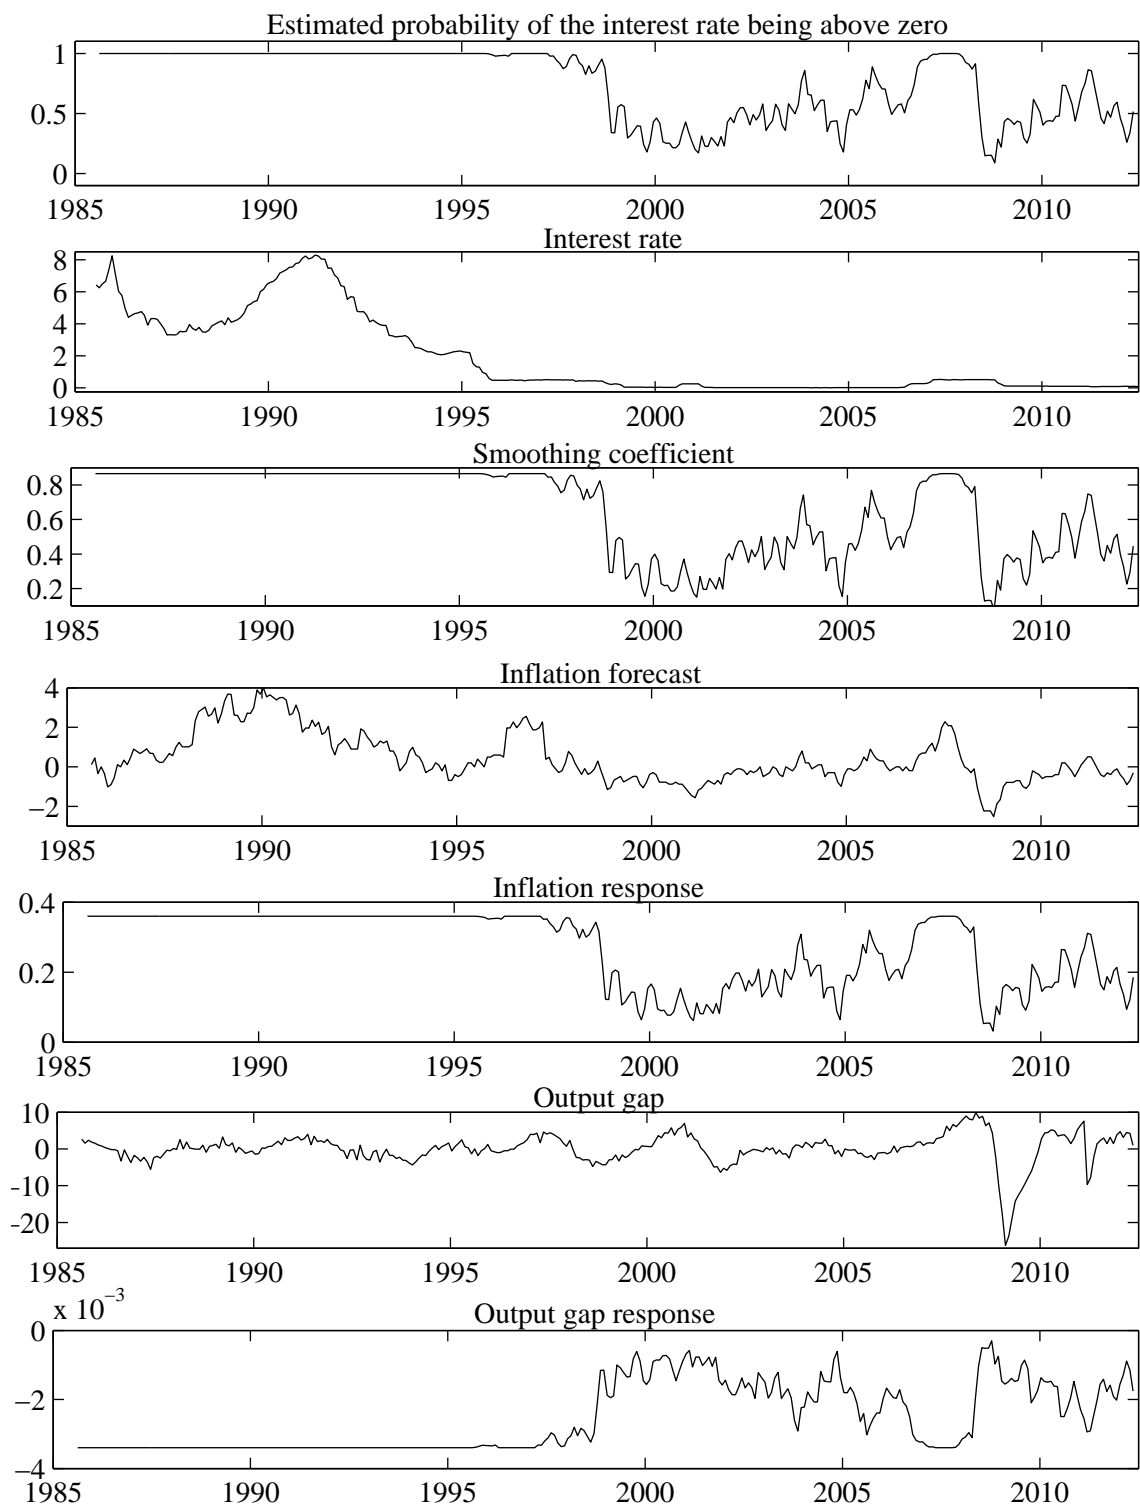 Estimated probability of the interest rate being above zero
1
0.5
0
1985 1990 1995 2000 2005 2010
Interest rate
8
6
4
2
0
1985 1990 1995 2000 2005 2010
Smoothing coefficient
0.8
0.6
0.4
0.2
1985 1990 1995 2000 2005 2010
Inflation forecast
4
2
0
−2
1985 1990 1995 2000 2005 2010
Inflation response
0.4
0.2
0
1985 1990 1995 2000 2005 2010
Output gap
10
0
-10
-20
1985 1990 1995 2000 2005 2010
x 10−3
Output gap response
0
−2
−4
1985 1990 1995 2000 2005 2010